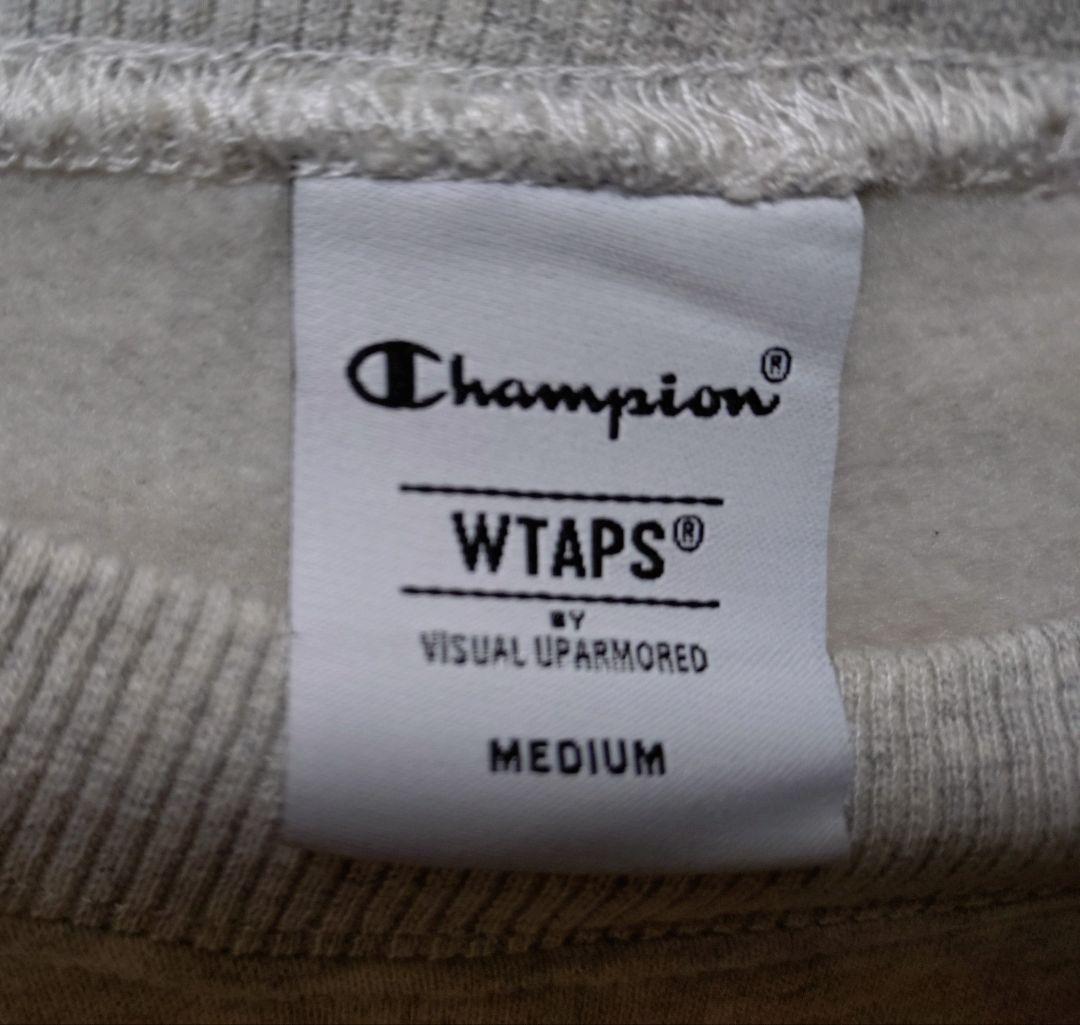 Champion®
WTAPS®
BY
VISUAL UPARMORED
MEDIUM